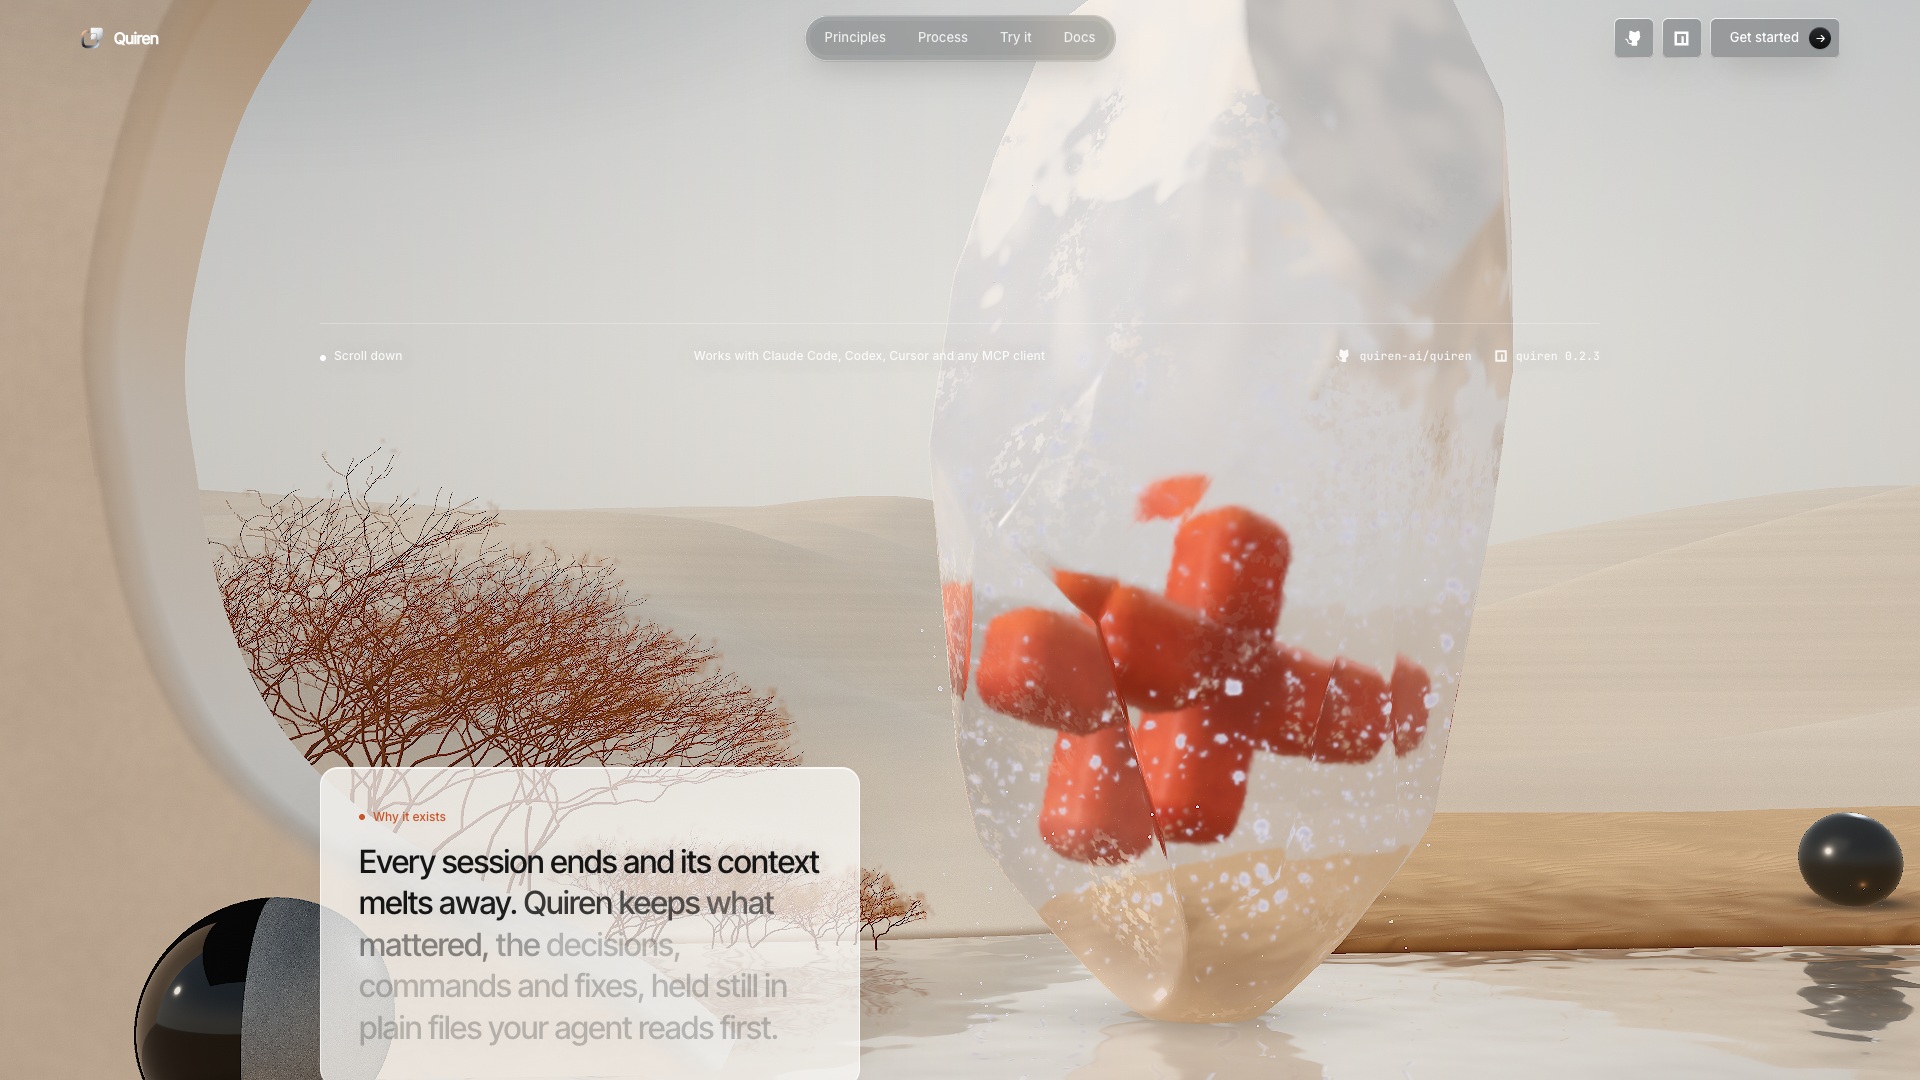 Quiren
Principles
Process
Try it
Docs
Get started
Scroll down
Works with Claude Code, Codex, Cursor and any MCP client
quiren-ai/quiren
quiren 0.2.3
Why it exists
Every session ends and its context
melts away. Quiren keeps what
mattered, the decisions,
commands and fixes, held still in
plain files your agent reads first.